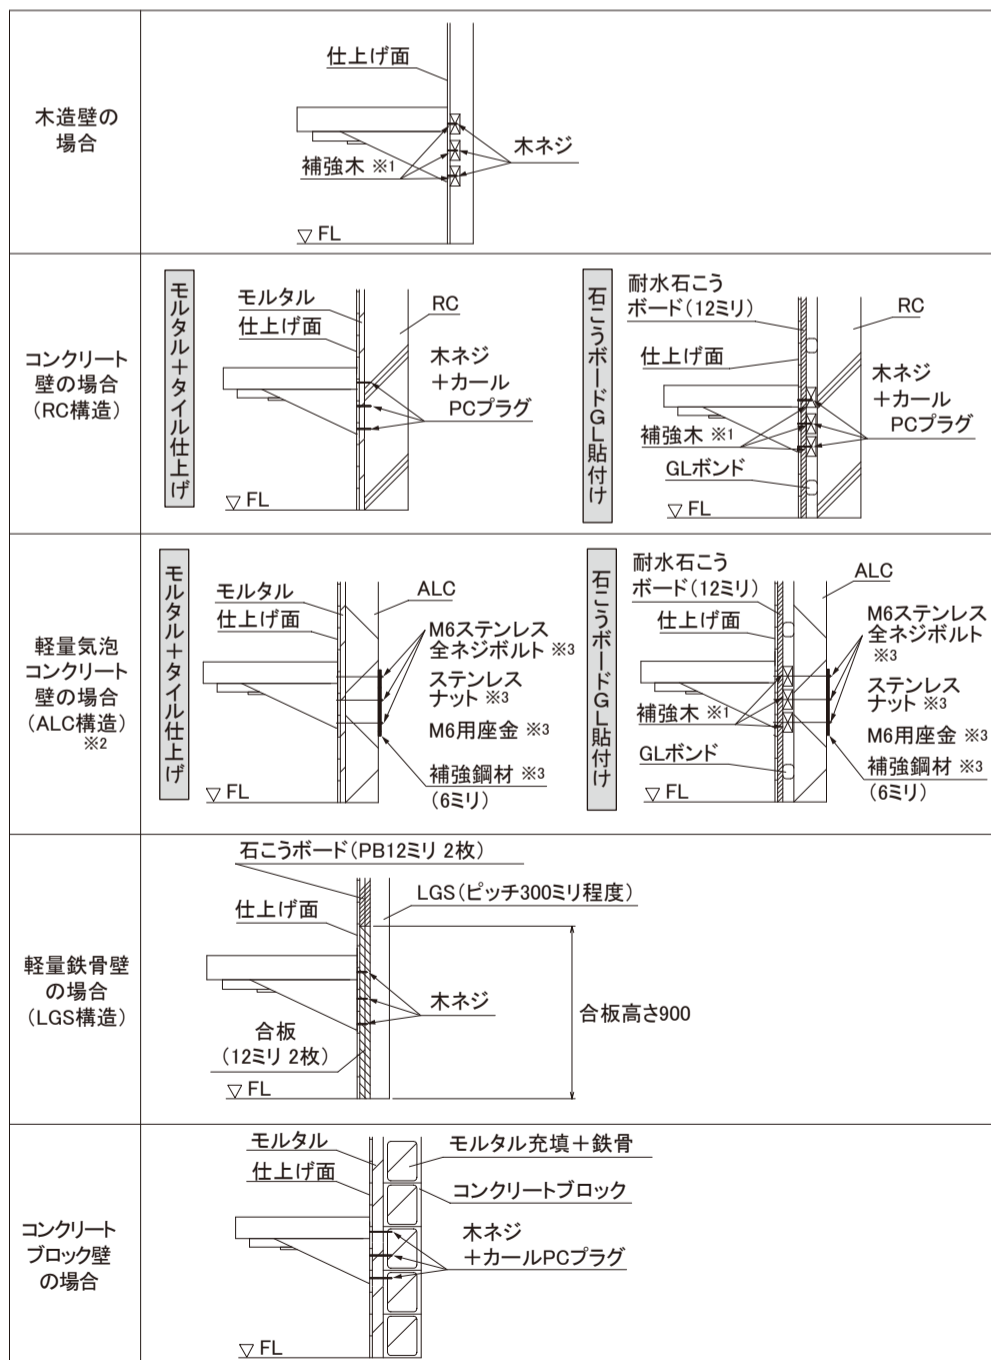 木造壁の
場合
仕上げ面
木ネジ
補強木 ※1
▽ FL
コンクリート
壁の場合
(RC構造)
モルタル＋タイル仕上げ
モルタル
仕上げ面
RC
木ネジ
＋カール
PCプラグ
▽ FL
石こうボードGL貼付け
耐水石こう
ボード(12ミリ)
仕上げ面
RC
木ネジ
＋カール
PCプラグ
補強木 ※1
GLボンド
▽ FL
軽量気泡
コンクリート
壁の場合
(ALC構造)
※2
モルタル＋タイル仕上げ
モルタル
仕上げ面
ALC
M6ステンレス
全ネジボルト ※3
ステンレス
ナット ※3
M6用座金 ※3
補強鋼材 ※3
(6ミリ)
▽ FL
石こうボードGL貼付け
耐水石こう
ボード(12ミリ)
仕上げ面
ALC
M6ステンレス
全ネジボルト
※3
ステンレス
ナット ※3
M6用座金 ※3
補強鋼材 ※3
(6ミリ)
補強木 ※1
GLボンド
▽ FL
軽量鉄骨壁
の場合
(LGS構造)
石こうボード(PB12ミリ 2枚)
LGS(ピッチ300ミリ程度)
仕上げ面
木ネジ
合板高さ900
合板
(12ミリ 2枚)
▽ FL
コンクリート
ブロック壁
の場合
モルタル
仕上げ面
モルタル充填＋鉄骨
コンクリートブロック
木ネジ
＋カールPCプラグ
▽ FL